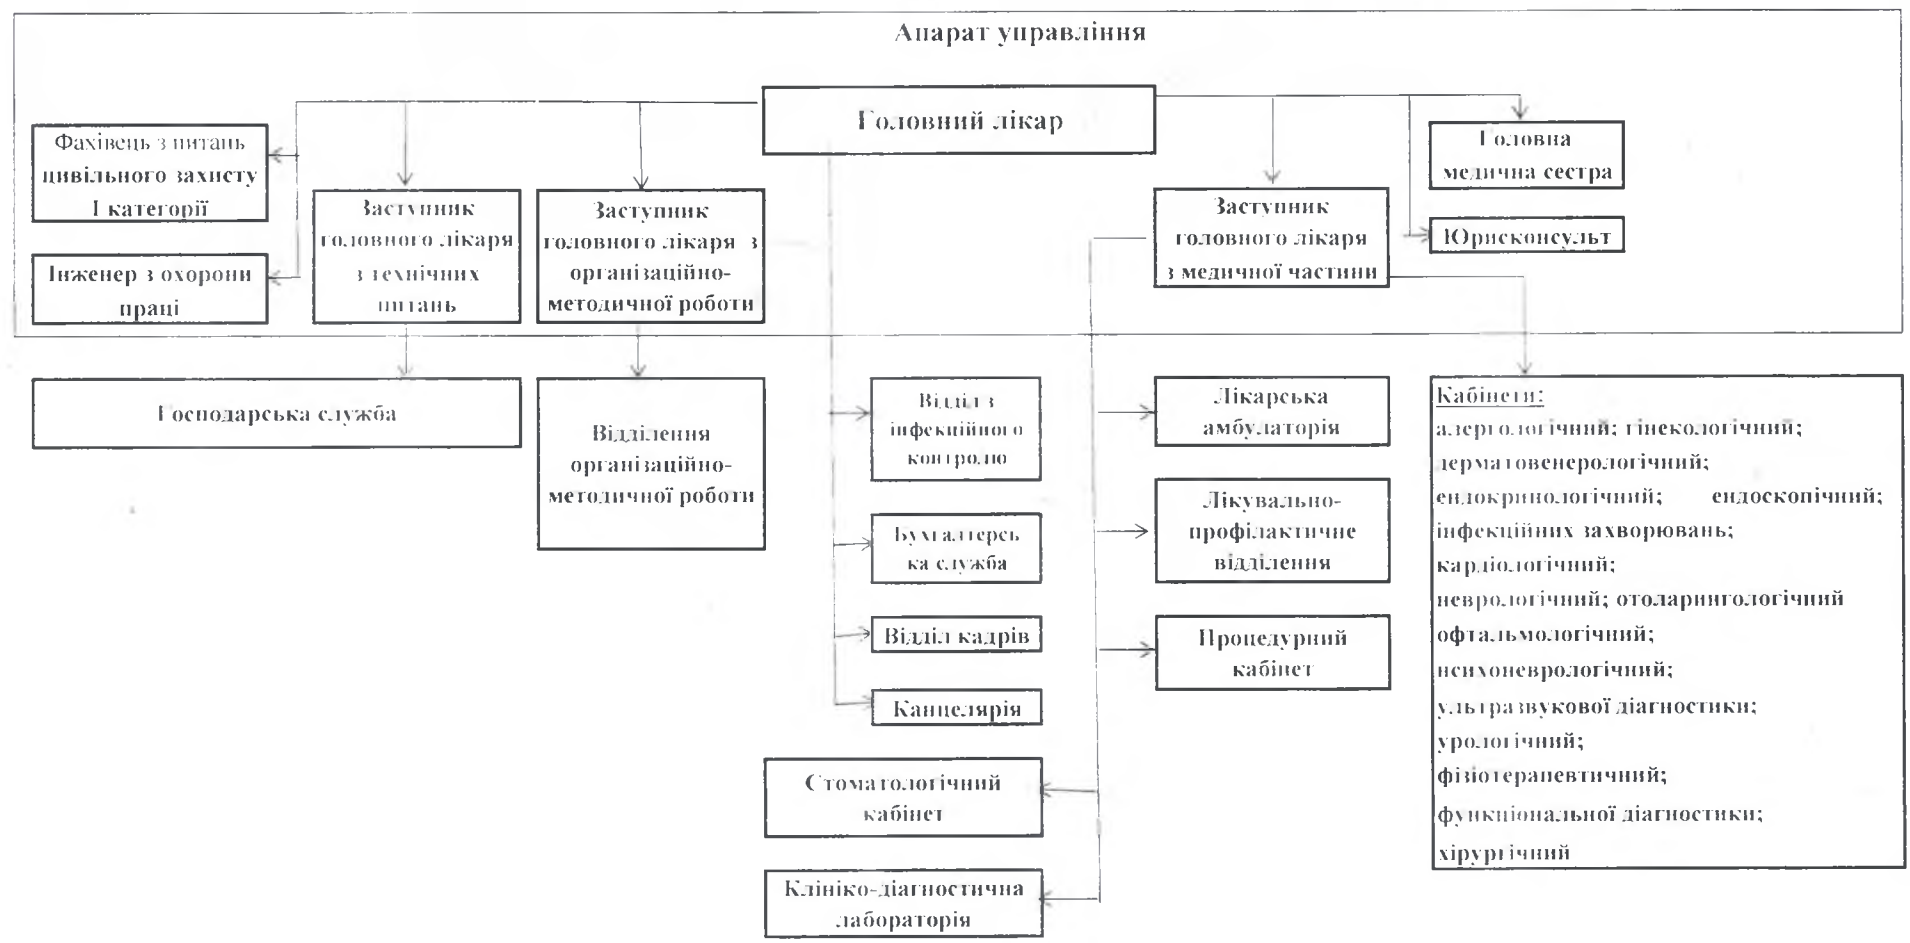 Апарат управління
Головний лікар
Фахівець з питань
цивільного захисту
І категорії
Інженер з охорони
праці
Заступник
головного лікаря
з технічних
питань
Заступник
головного лікаря з
організаційно-
методичної роботи
Заступник
головного лікаря
з медичної частини
Головна
медична сестра
Юрисконсульт
Господарська служба
Відділення
організаційно-
методичної роботи
Відділ з
інфекційного
контролю
Бухгалтерсь
ка служба
Відділ кадрів
Канцелярія
Лікарська
амбулаторія
Лікувально-
профілактичне
відділення
Процедурний
кабінет
Стоматологічний
кабінет
Клініко-діагностична
лабораторія
Кабінети:
алергологічний; гінекологічний;
дерматовенерологічний;
ендокринологічний; ендоскопічний;
інфекційних захворювань;
кардіологічний;
неврологічний; отоларингологічний
офтальмологічний;
психоневрологічний;
ультразвукової діагностики;
урологічний;
фізіотерапевтичний;
функціональної діагностики;
хірургічний